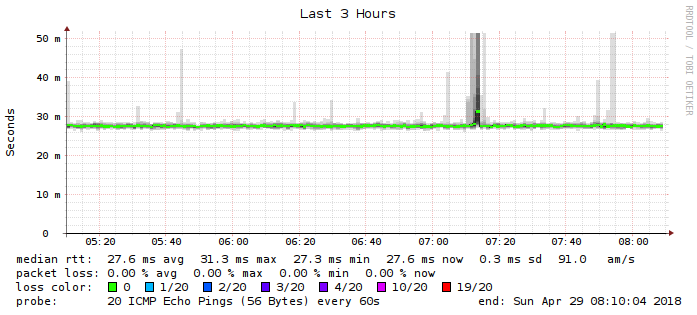 Last 3 Hours
RRDTOOL / TOBI OETIKER
Seconds
50 m
40 m
30 m
20 m
10 m
0
05:20 05:40 06:00 06:20 06:40 07:00 07:20 07:40 08:00
median rtt: 27.6 ms avg 31.3 ms max 27.3 ms min 27.6 ms now 0.3 ms sd 91.0 am/s
packet loss: 0.00 % avg 0.00 % max 0.00 % min 0.00 % now
loss color: 0 1/20 2/20 3/20 4/20 10/20 19/20
probe: 20 ICMP Echo Pings (56 Bytes) every 60s end: Sun Apr 29 08:10:04 2018